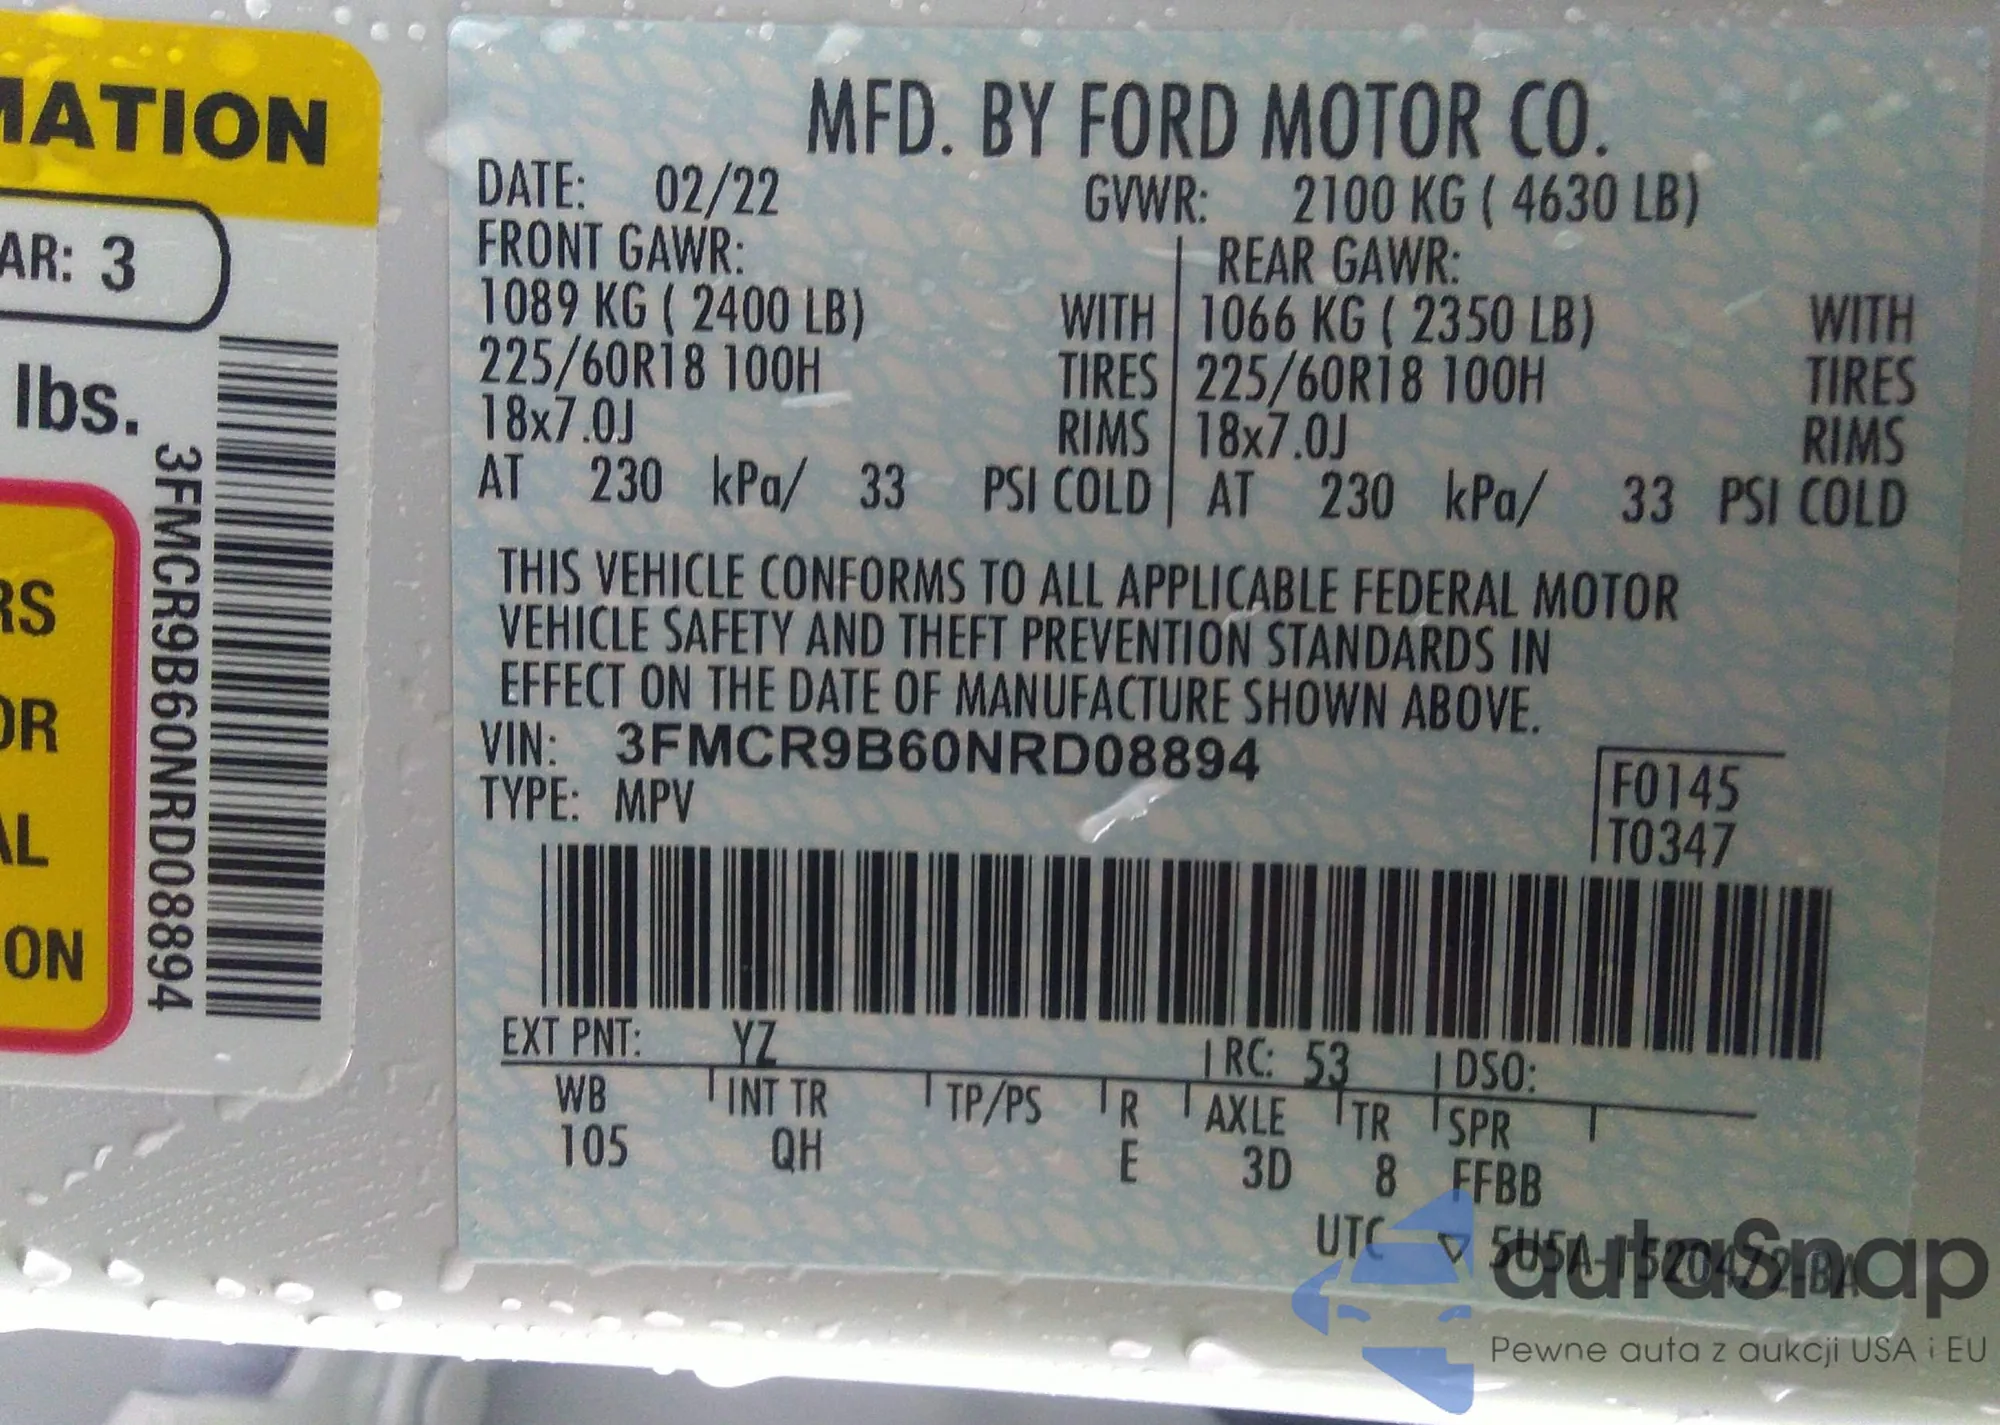 MATION
AR: 3
lbs.
RS
OR
AL
ON
3FMCR9B60NRD08894
MFD. BY FORD MOTOR CO.
DATE: 02/22 GVWR: 2100 KG ( 4630 LB)
FRONT GAWR: REAR GAWR:
1089 KG ( 2400 LB) WITH 1066 KG ( 2350 LB) WITH
225/60R18 100H TIRES 225/60R18 100H TIRES
18x7.0J RIMS 18x7.0J RIMS
AT 230 kPa/ 33 PSI COLD AT 230 kPa/ 33 PSI COLD
THIS VEHICLE CONFORMS TO ALL APPLICABLE FEDERAL MOTOR
VEHICLE SAFETY AND THEFT PREVENTION STANDARDS IN
EFFECT ON THE DATE OF MANUFACTURE SHOWN ABOVE.
VIN: 3FMCR9B60NRD08894
TYPE: MPV
F0145
T0347
EXT PNT: YZ RC: 53 DSO:
WB INT TR TP/PS R AXLE TR SPR
105 QH E 3D 8 FFBB
UTC
autaSnap
Pewne auta z aukcji USA i EU